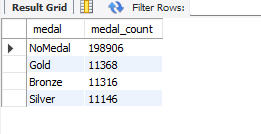 Result Grid Filter Rows:
medal medal_count
NoMedal 198906
Gold 11368
Bronze 11316
Silver 11146